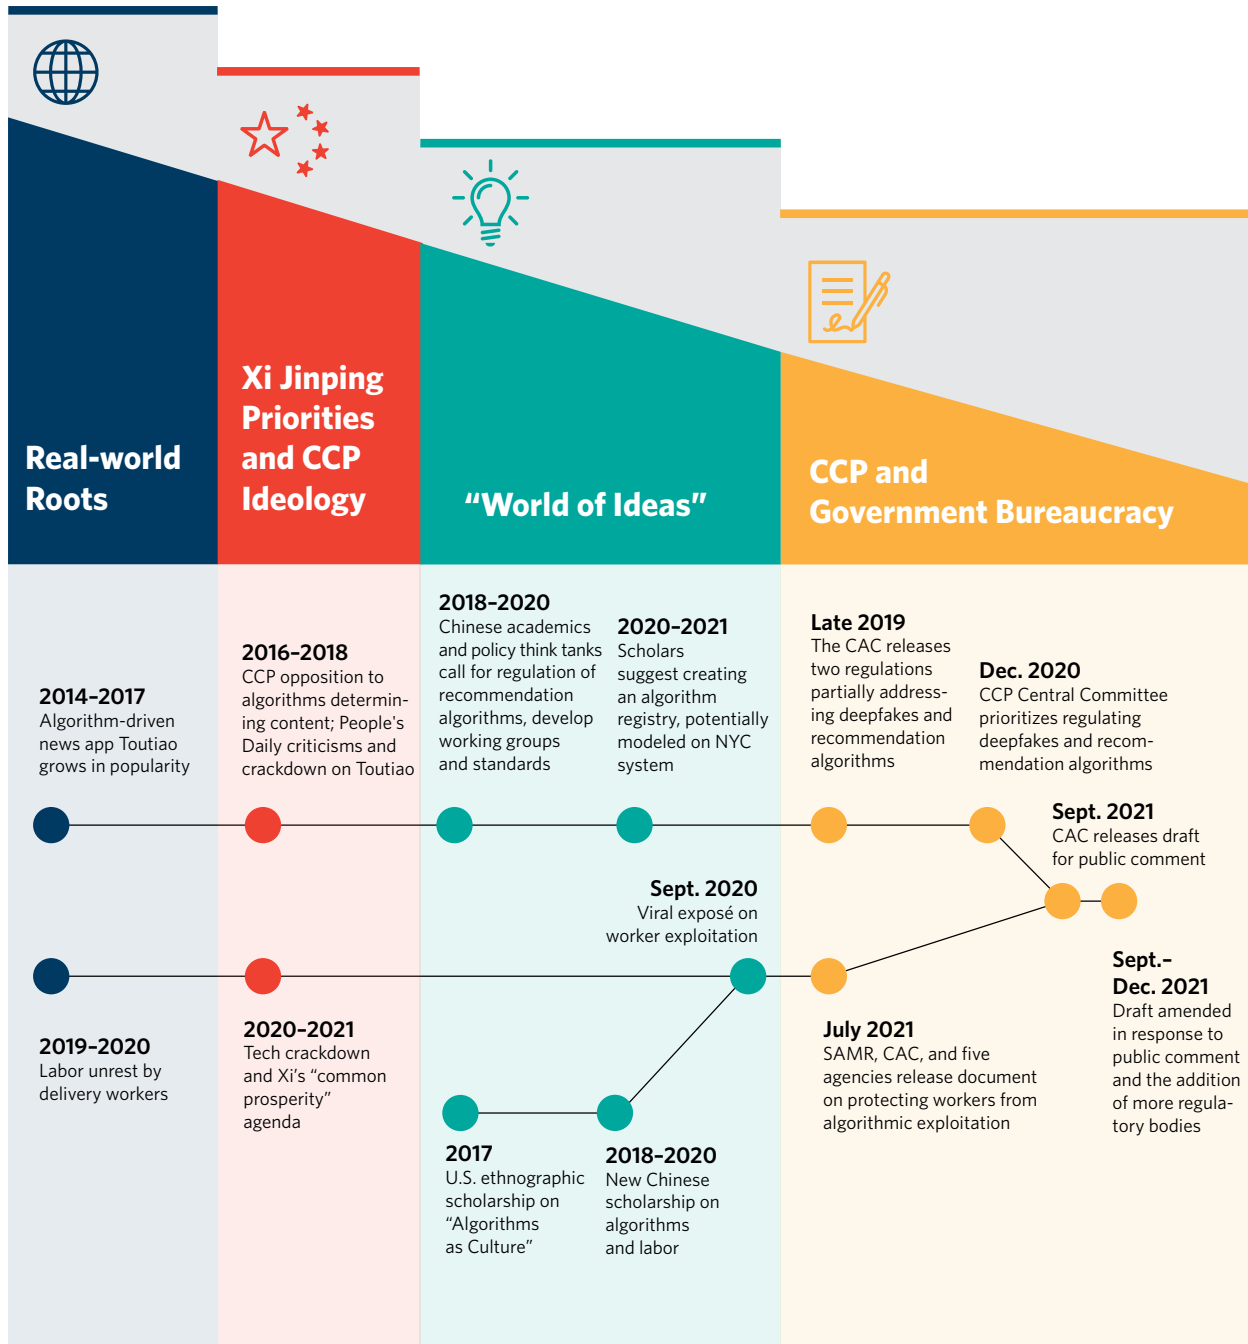 Real-world
Roots
Xi Jinping
Priorities
and CCP
Ideology
“World of Ideas”
CCP and
Government Bureaucracy
2014–2017
Algorithm-driven
news app Toutiao
grows in popularity
2016–2018
CCP opposition to
algorithms determin-
ing content; People's
Daily criticisms and
crackdown on Toutiao
2018–2020
Chinese academics
and policy think tanks
call for regulation of
recommendation
algorithms, develop
working groups
and standards
2020–2021
Scholars
suggest creating
an algorithm
registry, potentially
modeled on NYC
system
Late 2019
The CAC releases
two regulations
partially address-
ing deepfakes and
recommendation
algorithms
Dec. 2020
CCP Central Committee
prioritizes regulating
deepfakes and recom-
mendation algorithms
Sept. 2021
CAC releases draft
for public comment
Sept. 2020
Viral exposé on
worker exploitation
Sept.–
Dec. 2021
Draft amended
in response to
public comment
and the addition
of more regula-
tory bodies
2019–2020
Labor unrest by
delivery workers
2020–2021
Tech crackdown
and Xi’s “common
prosperity”
agenda
July 2021
SAMR, CAC, and five
agencies release document
on protecting workers from
algorithmic exploitation
2017
U.S. ethnographic
scholarship on
“Algorithms
as Culture”
2018–2020
New Chinese
scholarship on
algorithms
and labor